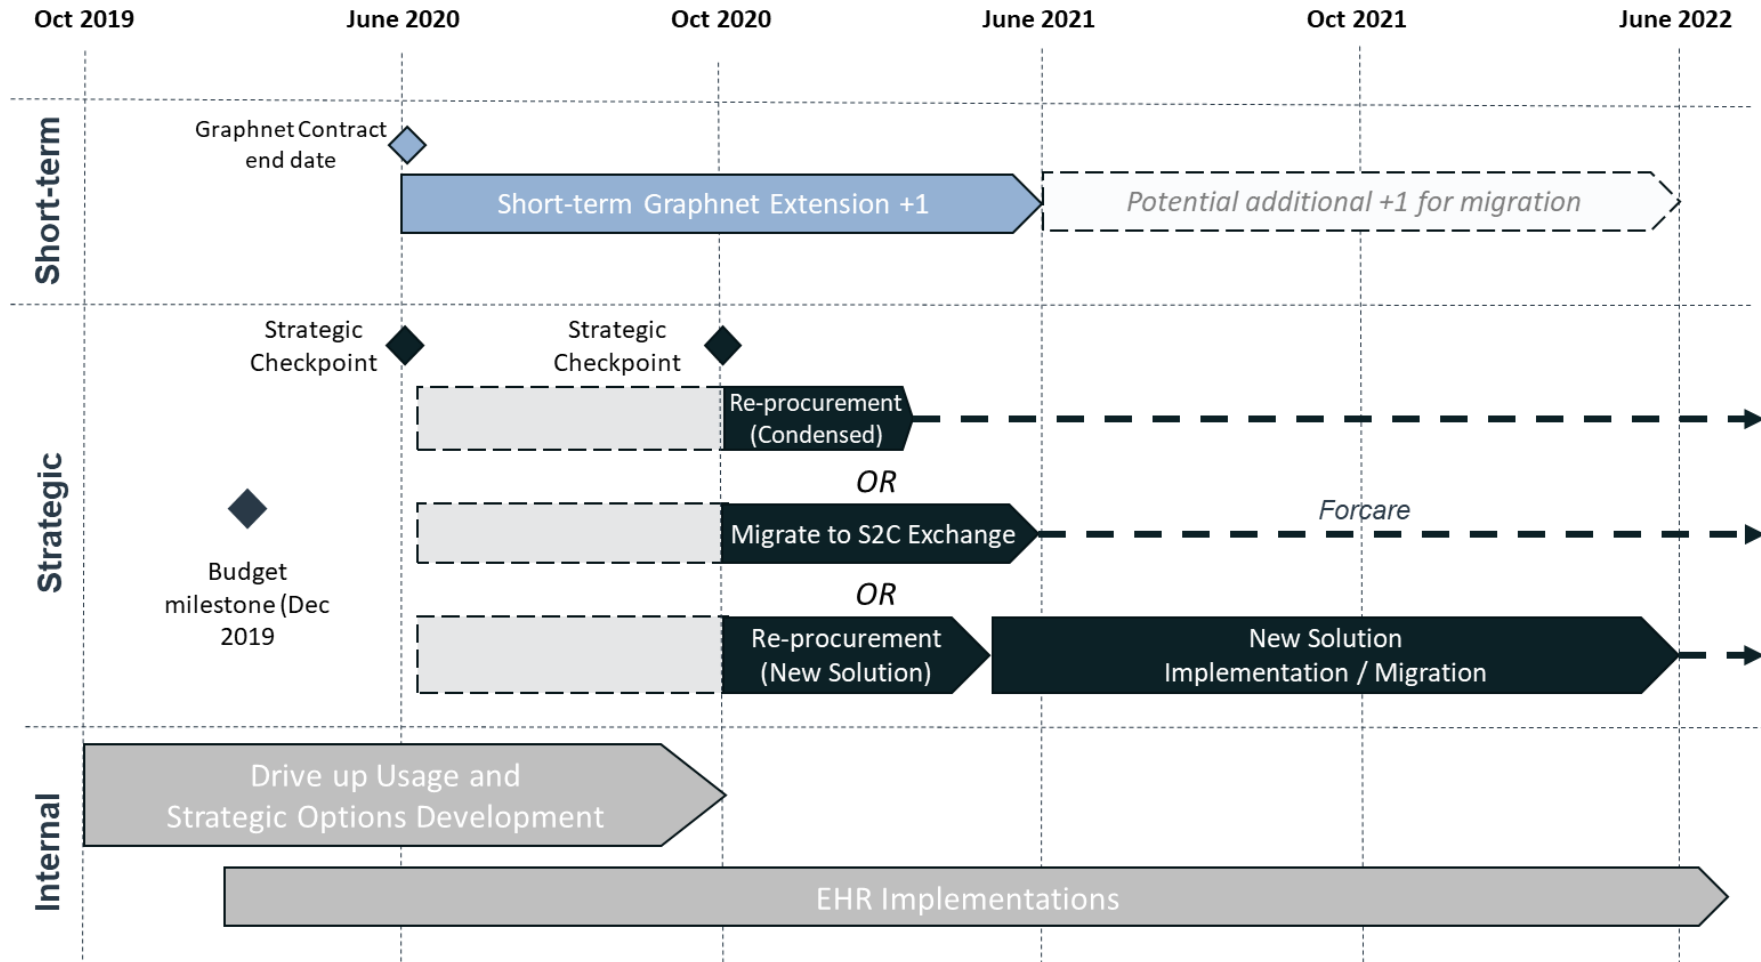 Oct 2019
June 2020
Oct 2020
June 2021
Oct 2021
June 2022
Short-term
Graphnet Contract
end date
Short-term Graphnet Extension +1
Potential additional +1 for migration
Strategic
Strategic
Checkpoint
Strategic
Checkpoint
Re-procurement
(Condensed)
OR
Budget
milestone (Dec
2019
Migrate to S2C Exchange
Forcare
OR
Re-procurement
(New Solution)
New Solution
Implementation / Migration
Internal
Drive up Usage and
Strategic Options Development
EHR Implementations